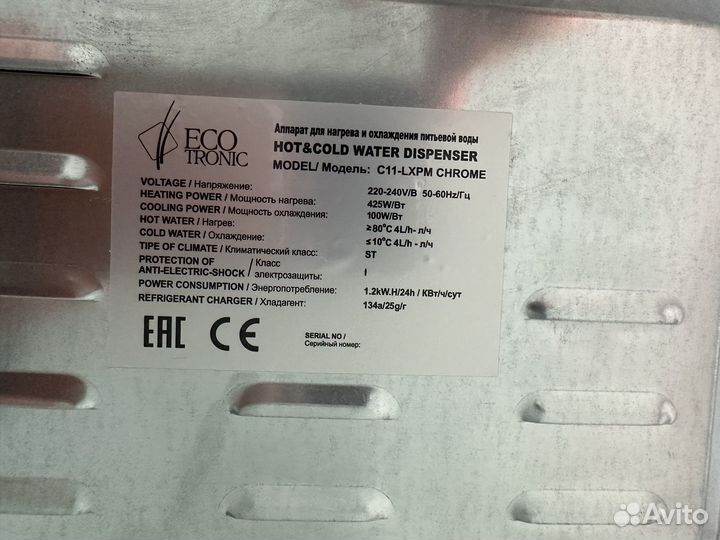 ECO
TRONIC
Аппарат для нагрева и охлаждения питьевой воды
HOT&COLD WATER DISPENSER
MODEL/ Модель: C11-LXPM CHROME
VOLTAGE / Напряжение: 220-240V/В 50-60Hz/Гц
HEATING POWER / Мощность нагрева: 425W/Вт
COOLING POWER / Мощность охлаждения: 100W/Вт
HOT WATER / Нагрев: ≥80°C 4L/h- л/ч
COLD WATER / Охлаждение: ≤10°C 4L/h- л/ч
TIPE OF CLIMATE / Климатический класс: ST
PROTECTION OF / Класс
ANTI-ELECTRIC-SHOCK / электрозащиты: I
POWER CONSUMPTION / Энергопотребление: 1.2kW.H/24h / КВт/ч/сут
REFRIGERANT CHARGER / Хладагент: 134a/25g/г
EAC CE
SERIAL NO /
Серийный номер:
Avito